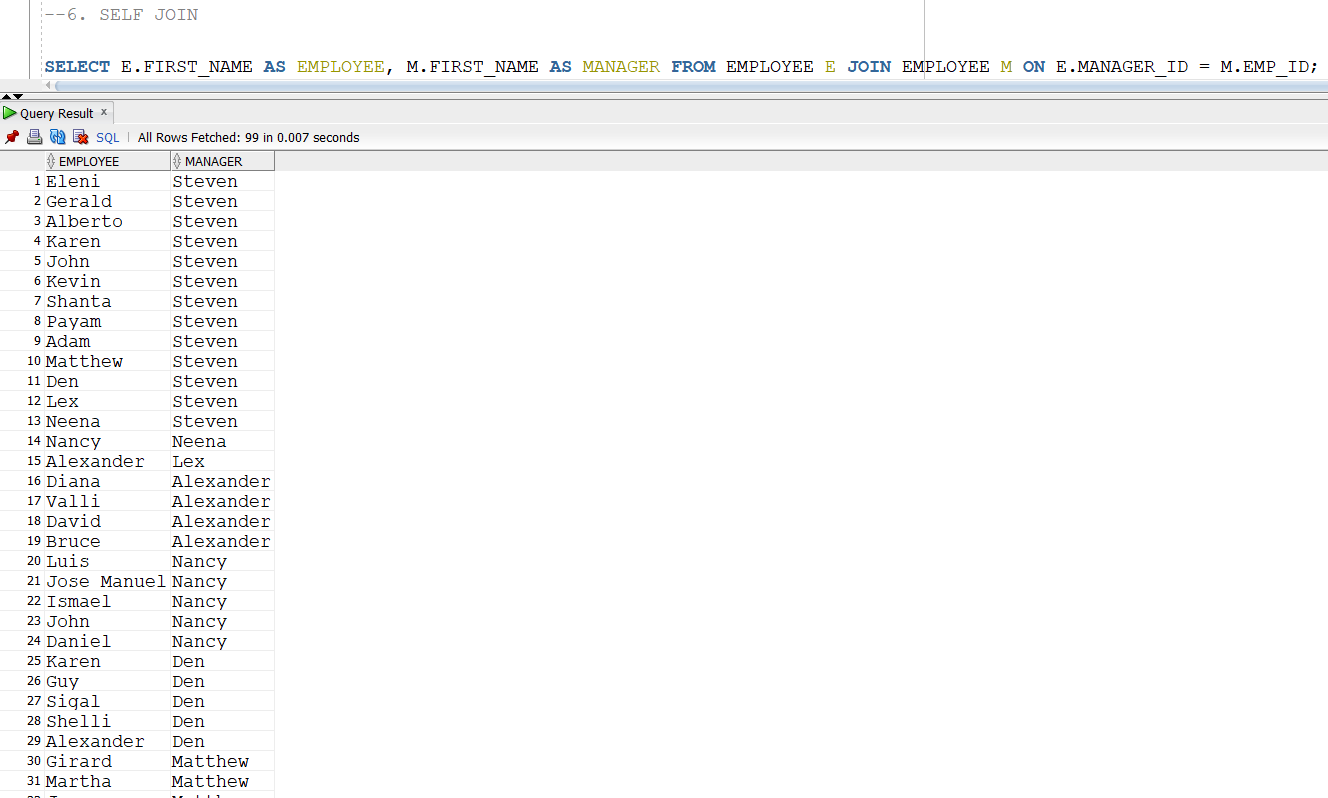 --6. SELF JOIN
SELECT E.FIRST_NAME AS EMPLOYEE, M.FIRST_NAME AS MANAGER FROM EMPLOYEE E JOIN EMPLOYEE M ON E.MANAGER_ID = M.EMP_ID;
Query Result x
SQL | All Rows Fetched: 99 in 0.007 seconds
EMPLOYEE MANAGER
1 Eleni Steven
2 Gerald Steven
3 Alberto Steven
4 Karen Steven
5 John Steven
6 Kevin Steven
7 Shanta Steven
8 Payam Steven
9 Adam Steven
10 Matthew Steven
11 Den Steven
12 Lex Steven
13 Neena Steven
14 Nancy Neena
15 Alexander Lex
16 Diana Alexander
17 Valli Alexander
18 David Alexander
19 Bruce Alexander
20 Luis Nancy
21 Jose Manuel Nancy
22 Ismael Nancy
23 John Nancy
24 Daniel Nancy
25 Karen Den
26 Guy Den
27 Sigal Den
28 Shelli Den
29 Alexander Den
30 Girard Matthew
31 Martha Matthew